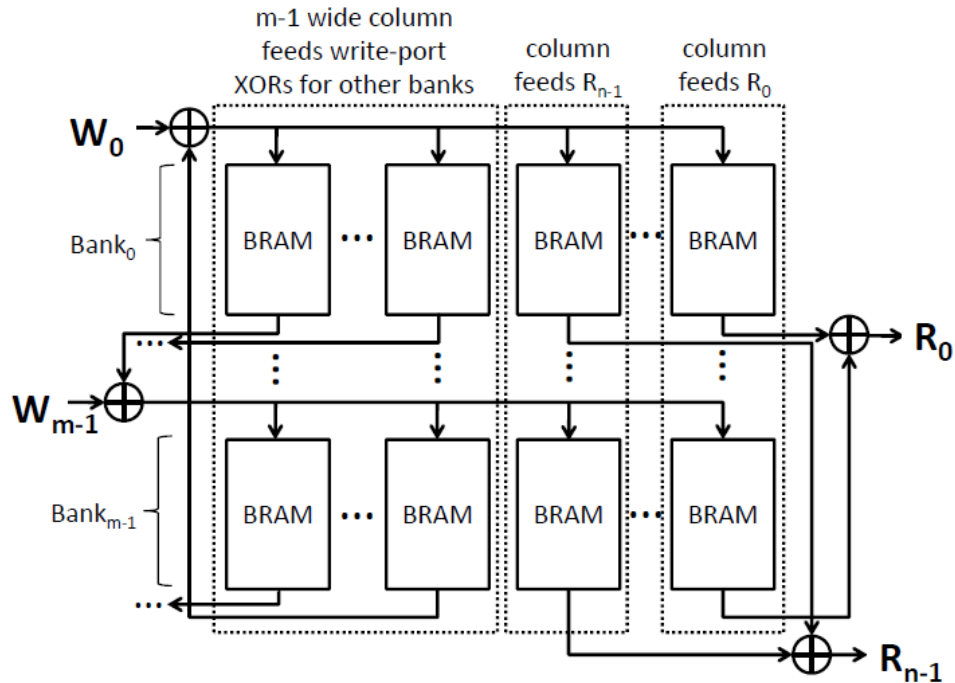 m-1 wide column
feeds write-port
XORs for other banks
column
feeds Rₙ₋₁
column
feeds R₀
W₀
Bank₀
BRAM ••• BRAM BRAM ••• BRAM
•••
R₀
Wₘ₋₁
Bankₘ₋₁
BRAM ••• BRAM BRAM ••• BRAM
•••
Rₙ₋₁